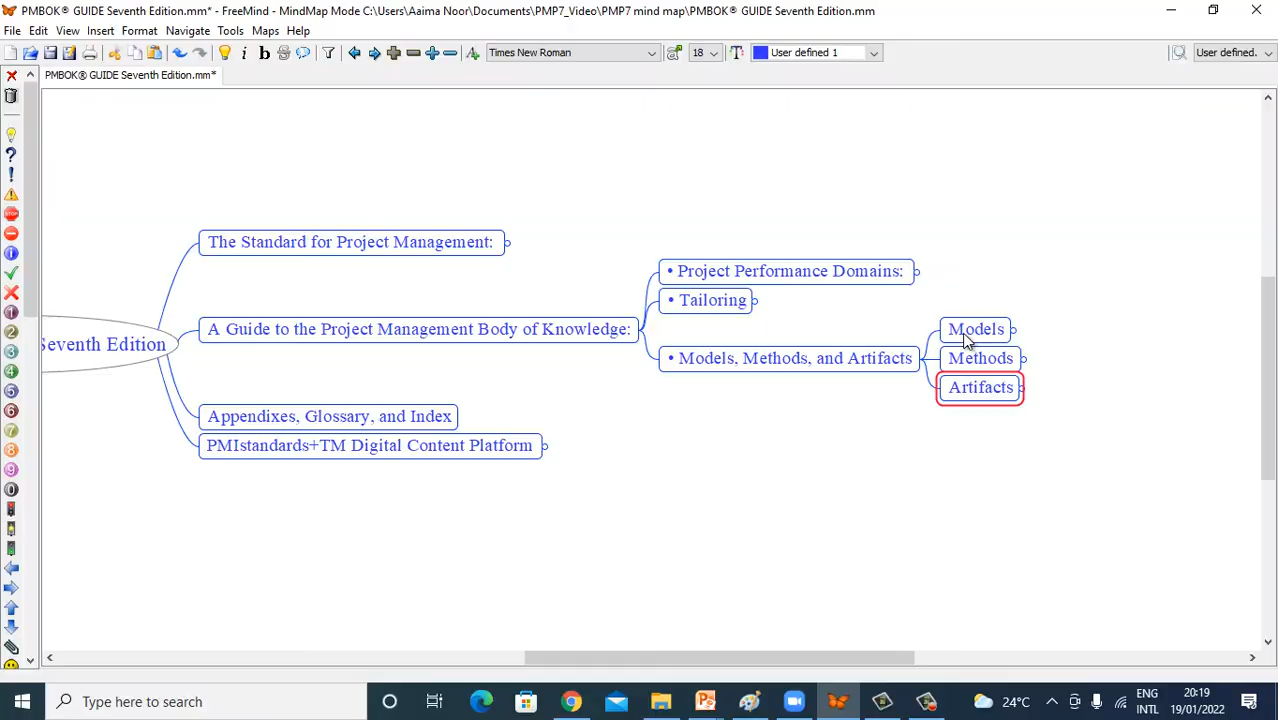 PMBOK® GUIDE Seventh Edition.mm* - FreeMind - MindMap Mode C:\Users\Aaima Noor\Documents\PMP7_Video\PMP7 mind map\PMBOK® GUIDE Seventh Edition.mm
File Edit View Insert Format Navigate Tools Maps Help
Times New Roman 18 User defined 1 User defined.
PMBOK® GUIDE Seventh Edition.mm*
The Standard for Project Management:
• Project Performance Domains:
• Tailoring
A Guide to the Project Management Body of Knowledge:
Models
Seventh Edition
• Models, Methods, and Artifacts
Methods
Artifacts
Appendixes, Glossary, and Index
PMIstandards+TM Digital Content Platform
Type here to search
24°C
ENG
INTL
20:19
19/01/2022